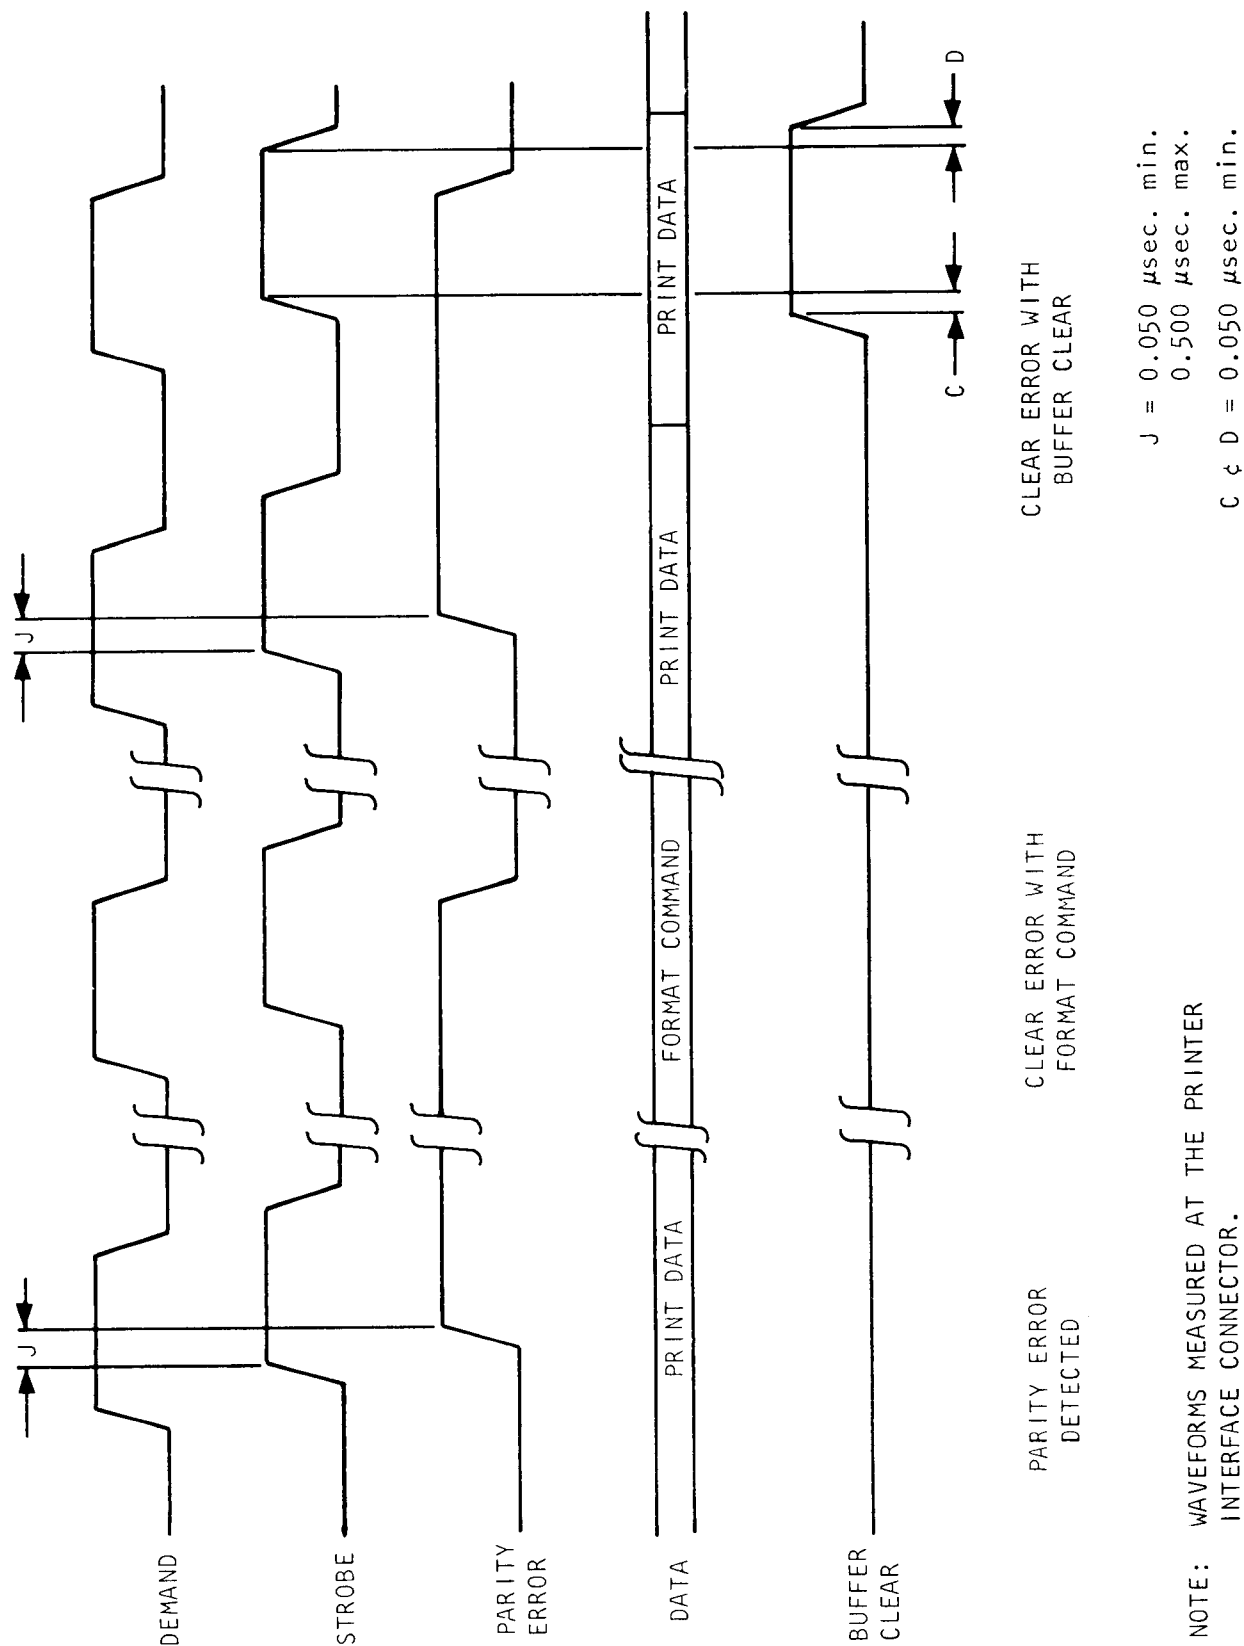 J
J
DEMAND
STROBE
PARITY
ERROR
DATA
PRINT DATA
FORMAT COMMAND
PRINT DATA
PRINT DATA
BUFFER
CLEAR
C
D
PARITY ERROR
DETECTED
CLEAR ERROR WITH
FORMAT COMMAND
CLEAR ERROR WITH
BUFFER CLEAR
J = 0.050 μsec. min.
0.500 μsec. max.
C ¢ D = 0.050 μsec. min.
NOTE: WAVEFORMS MEASURED AT THE PRINTER
INTERFACE CONNECTOR.